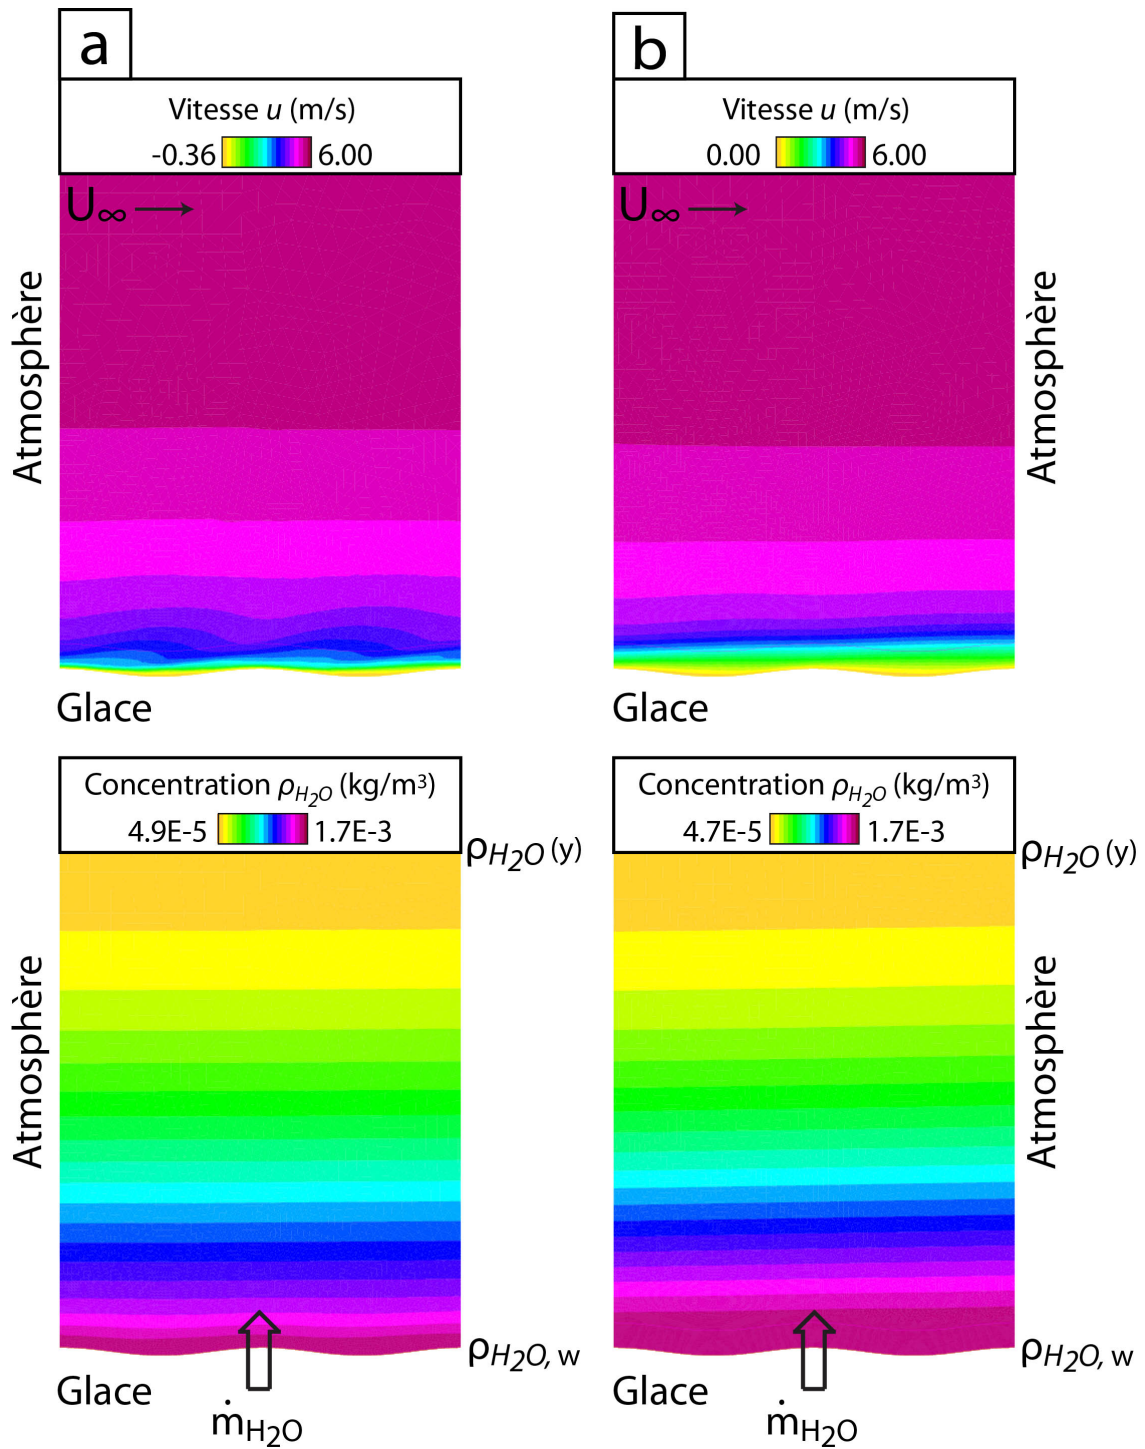 a
Vitesse u (m/s)
-0.36 6.00
U∞
Atmosphère
Glace
b
Vitesse u (m/s)
0.00 6.00
U∞
Atmosphère
Glace
Concentration ρH2O (kg/m³)
4.9E-5 1.7E-3
ρH2O (y)
Atmosphère
ρH2O, w
Glace
ṁH2O
Concentration ρH2O (kg/m³)
4.7E-5 1.7E-3
ρH2O (y)
Atmosphère
ρH2O, w
Glace
ṁH2O